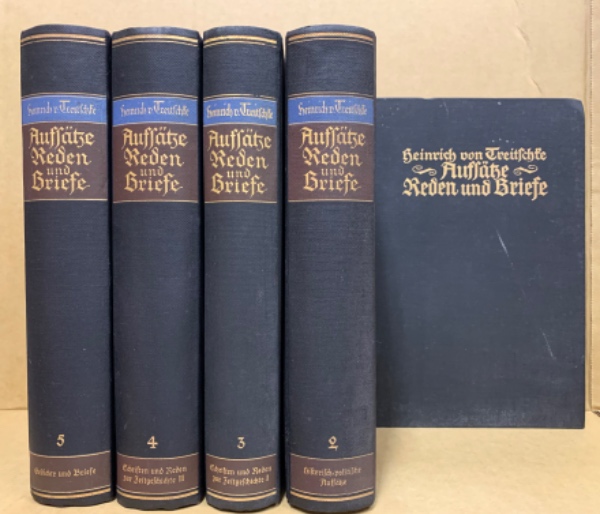 Heinrich v. Treitschke
Aufsätze
Reden
und
Briefe
5
und Briefe
Heinrich v. Treitschke
Aufsätze
Reden
und
Briefe
4
Schriften und Reden
zur Zeitgeschichte II
Heinrich v. Treitschke
Aufsätze
Reden
und
Briefe
3
Schriften und Reden
zur Zeitgeschichte I
Heinrich v. Treitschke
Aufsätze
Reden
und
Briefe
2
Historisch-politische
Aufsätze
Heinrich von Treitschke
Aufsätze
Reden und Briefe